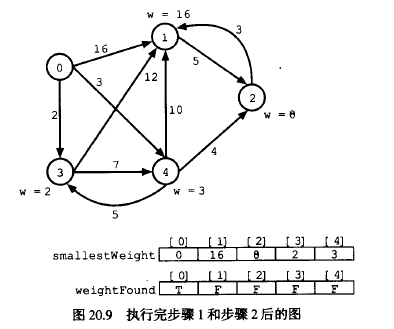 w = 16
1
3
16
0
5
3
12
2
2
10
w = θ
4
7
3
4
w = 2
w = 3
5
[ 0] [ 1] [ 2] [ 3] [ 4]
smallestWeight 0 16 θ 2 3
[ 0] [ 1] [ 2] [ 3] [ 4]
weightFound T F F F F
图 20.9 执行完步骤 1 和步骤 2 后的图